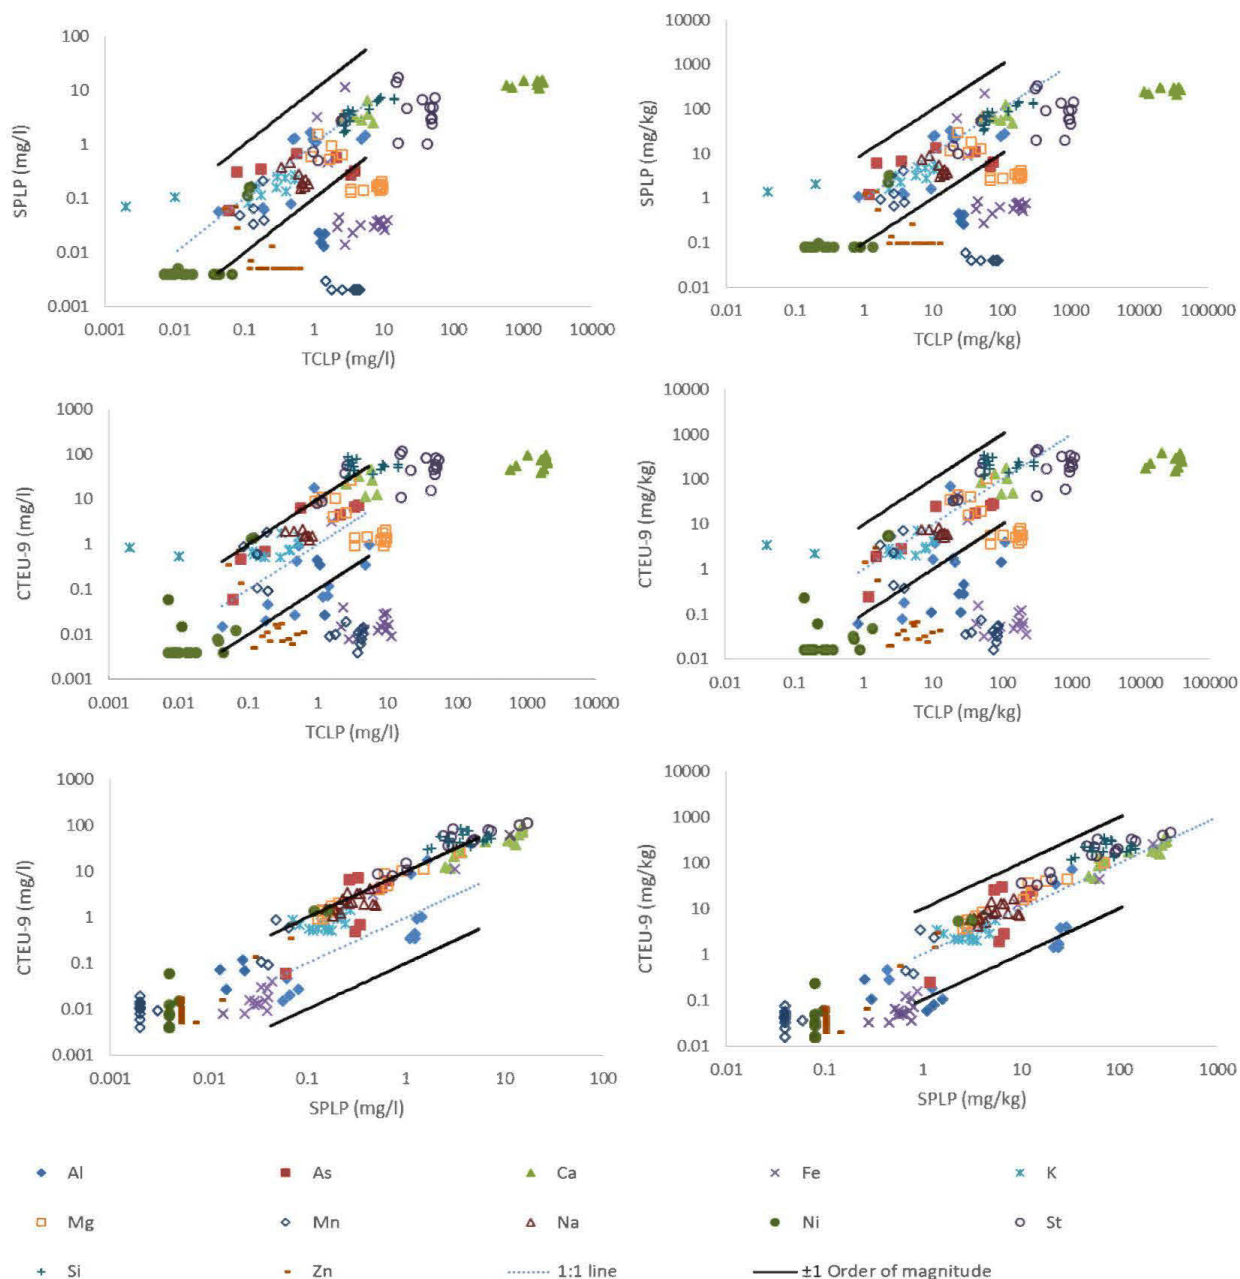 100
10
1
0.1
0.01
0.001
SPLP (mg/l)
0.001 0.01 0.1 1 10 100 1000 10000
TCLP (mg/l)
10000
1000
100
10
1
0.1
0.01
SPLP (mg/kg)
0.01 0.1 1 10 100 1000 10000 100000
TCLP (mg/kg)
1000
100
10
1
0.1
0.01
0.001
CTEU-9 (mg/l)
0.001 0.01 0.1 1 10 100 1000 10000
TCLP (mg/l)
10000
1000
100
10
1
0.1
0.01
CTEU-9 (mg/kg)
0.01 0.1 1 10 100 1000 10000 100000
TCLP (mg/kg)
1000
100
10
1
0.1
0.01
0.001
CTEU-9 (mg/l)
0.001 0.01 0.1 1 10 100
SPLP (mg/l)
10000
1000
100
10
1
0.1
0.01
CTEU-9 (mg/kg)
0.01 0.1 1 10 100 1000
SPLP (mg/kg)
Al As Ca Fe K
Mg Mn Na Ni St
Si Zn 1:1 line ±1 Order of magnitude